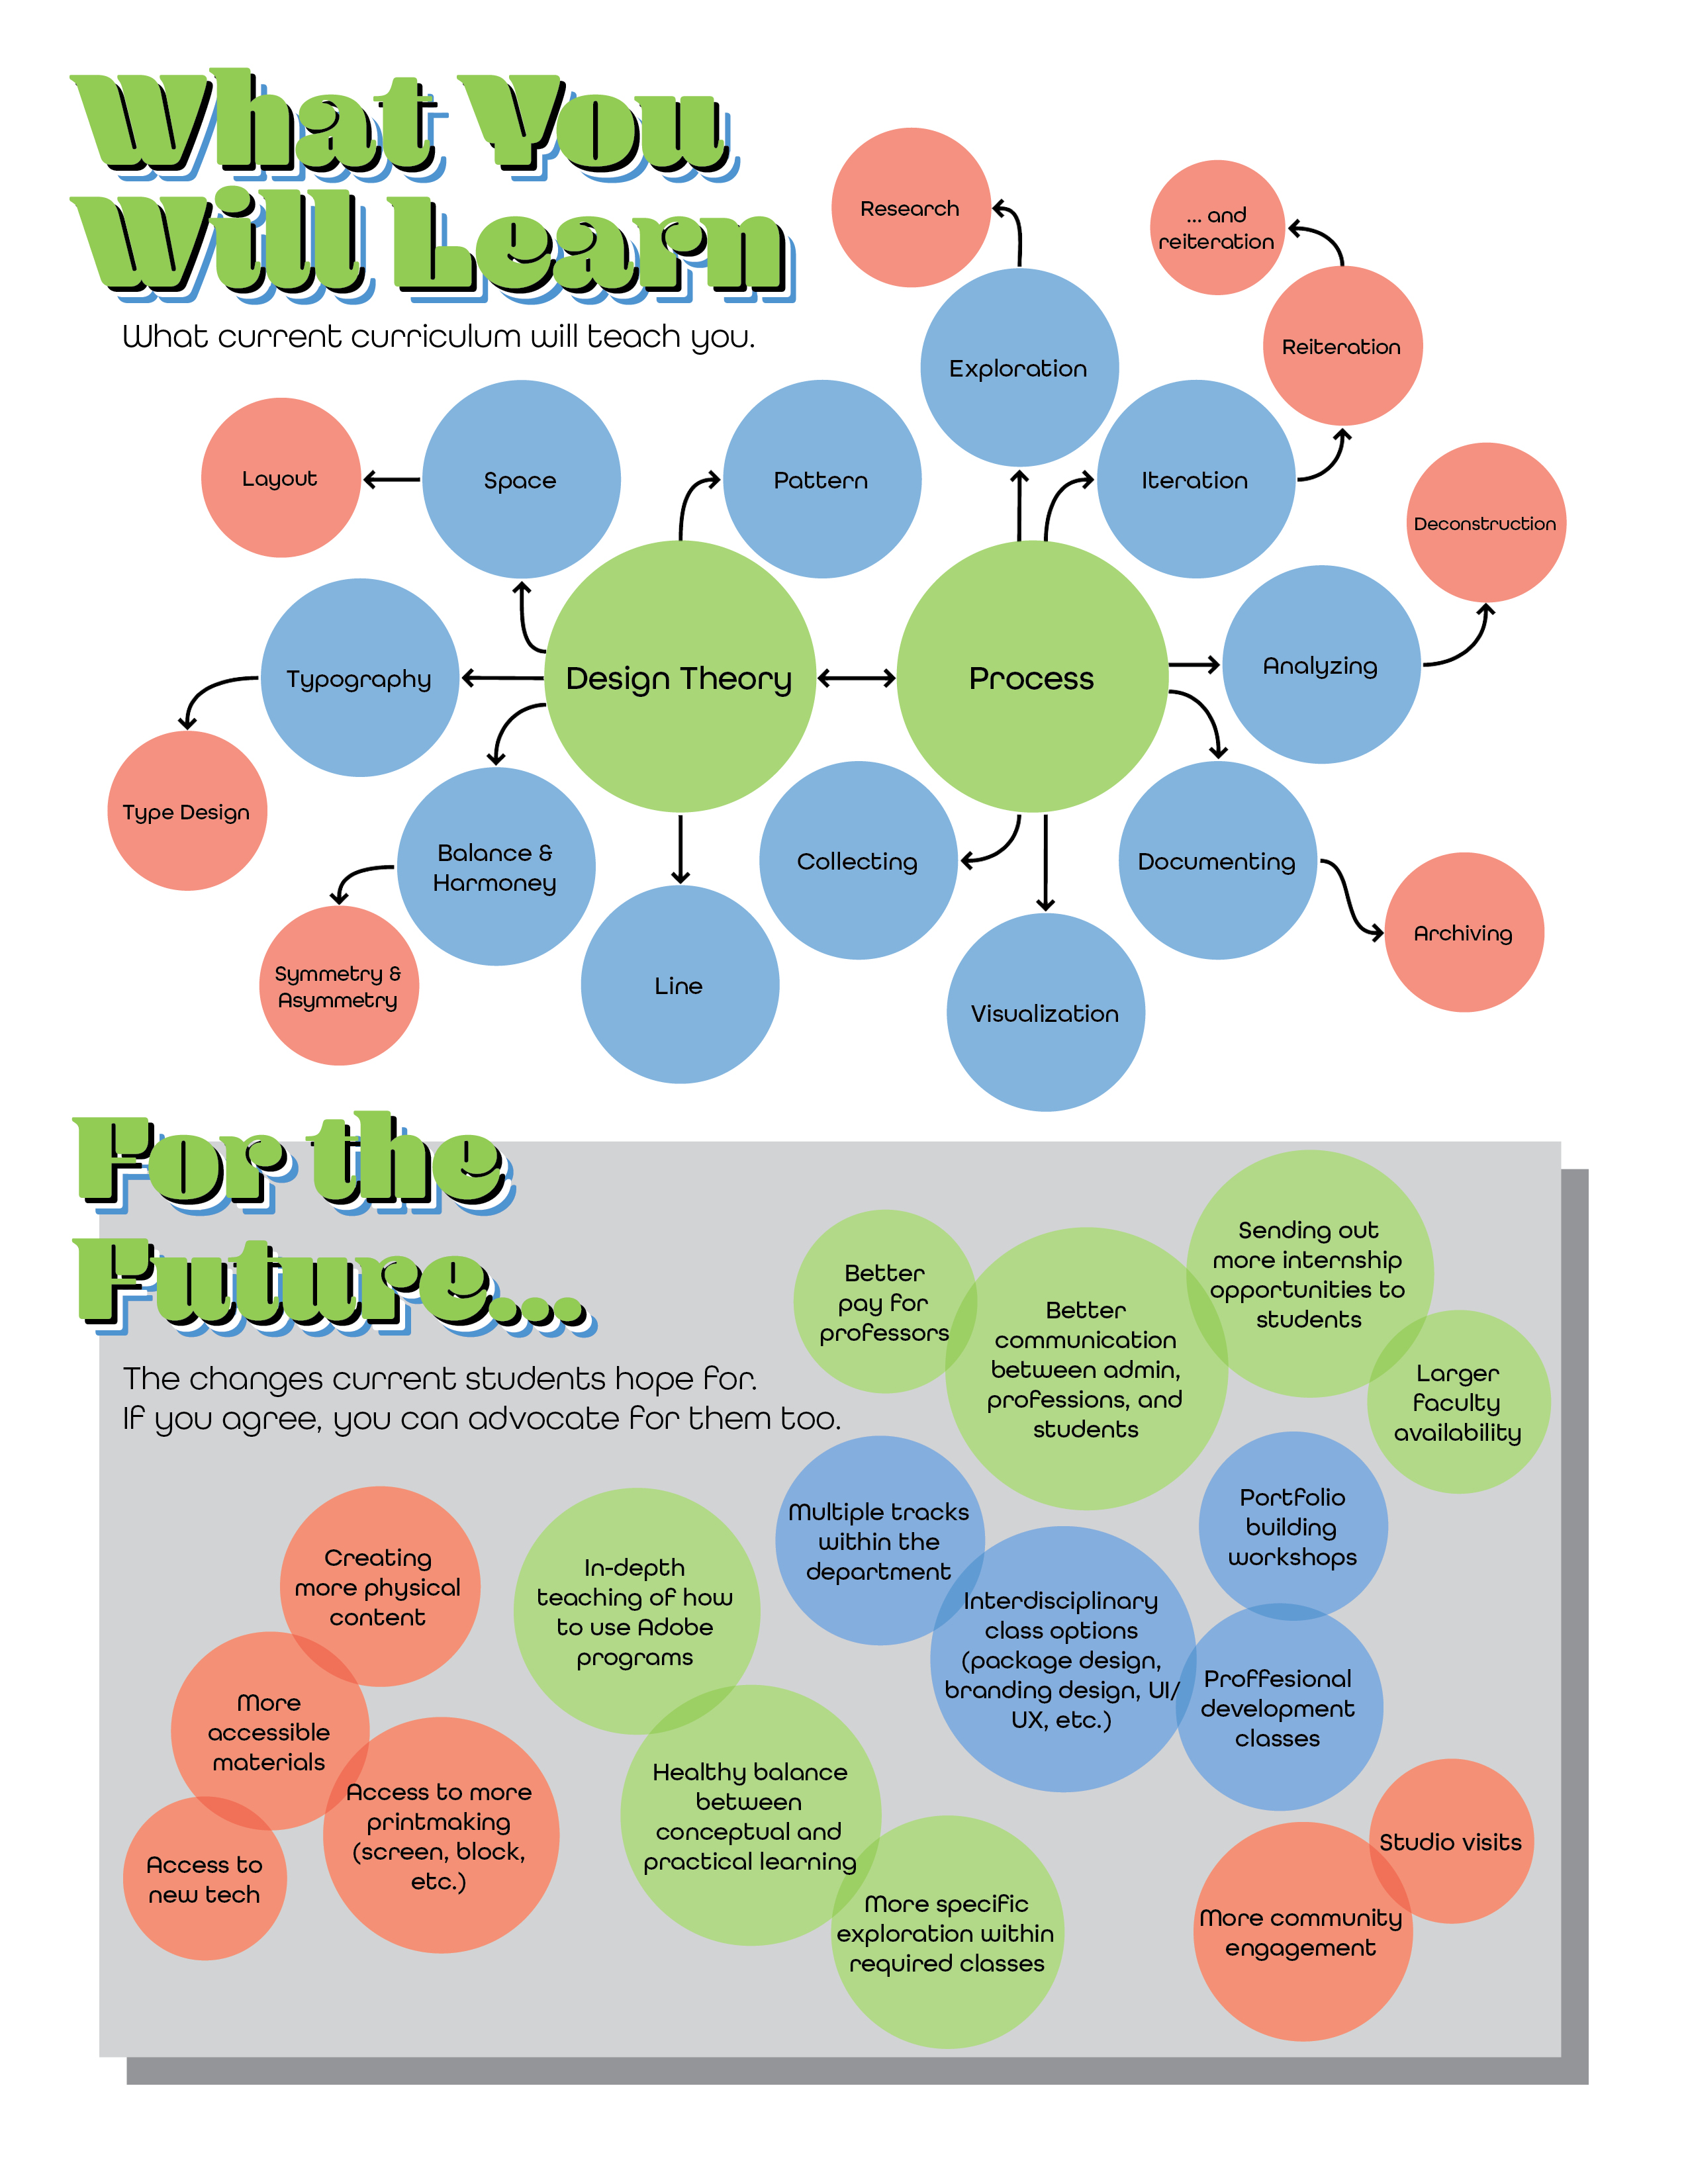 What You
Will Learn
What current curriculum will teach you.
Research
... and
reiteration
Exploration
Reiteration
Layout
Space
Pattern
Iteration
Deconstruction
Typography
Design Theory
Process
Analyzing
Type Design
Balance &
Harmoney
Collecting
Documenting
Symmetry &
Asymmetry
Line
Visualization
Archiving
For the
Future...
The changes current students hope for.
If you agree, you can advocate for them too.
Better
pay for
professors
Better
communication
between admin,
professions, and
students
Sending out
more internship
opportunities to
students
Larger
faculty
availability
Multiple tracks
within the
department
Interdisciplinary
class options
(package design,
branding design, UI/
UX, etc.)
Portfolio
building
workshops
Proffesional
development
classes
Creating
more physical
content
More
accessible
materials
Access to more
printmaking
(screen, block,
etc.)
Access to
new tech
In-depth
teaching of how
to use Adobe
programs
Healthy balance
between
conceptual and
practical learning
More specific
exploration within
required classes
Studio visits
More community
engagement